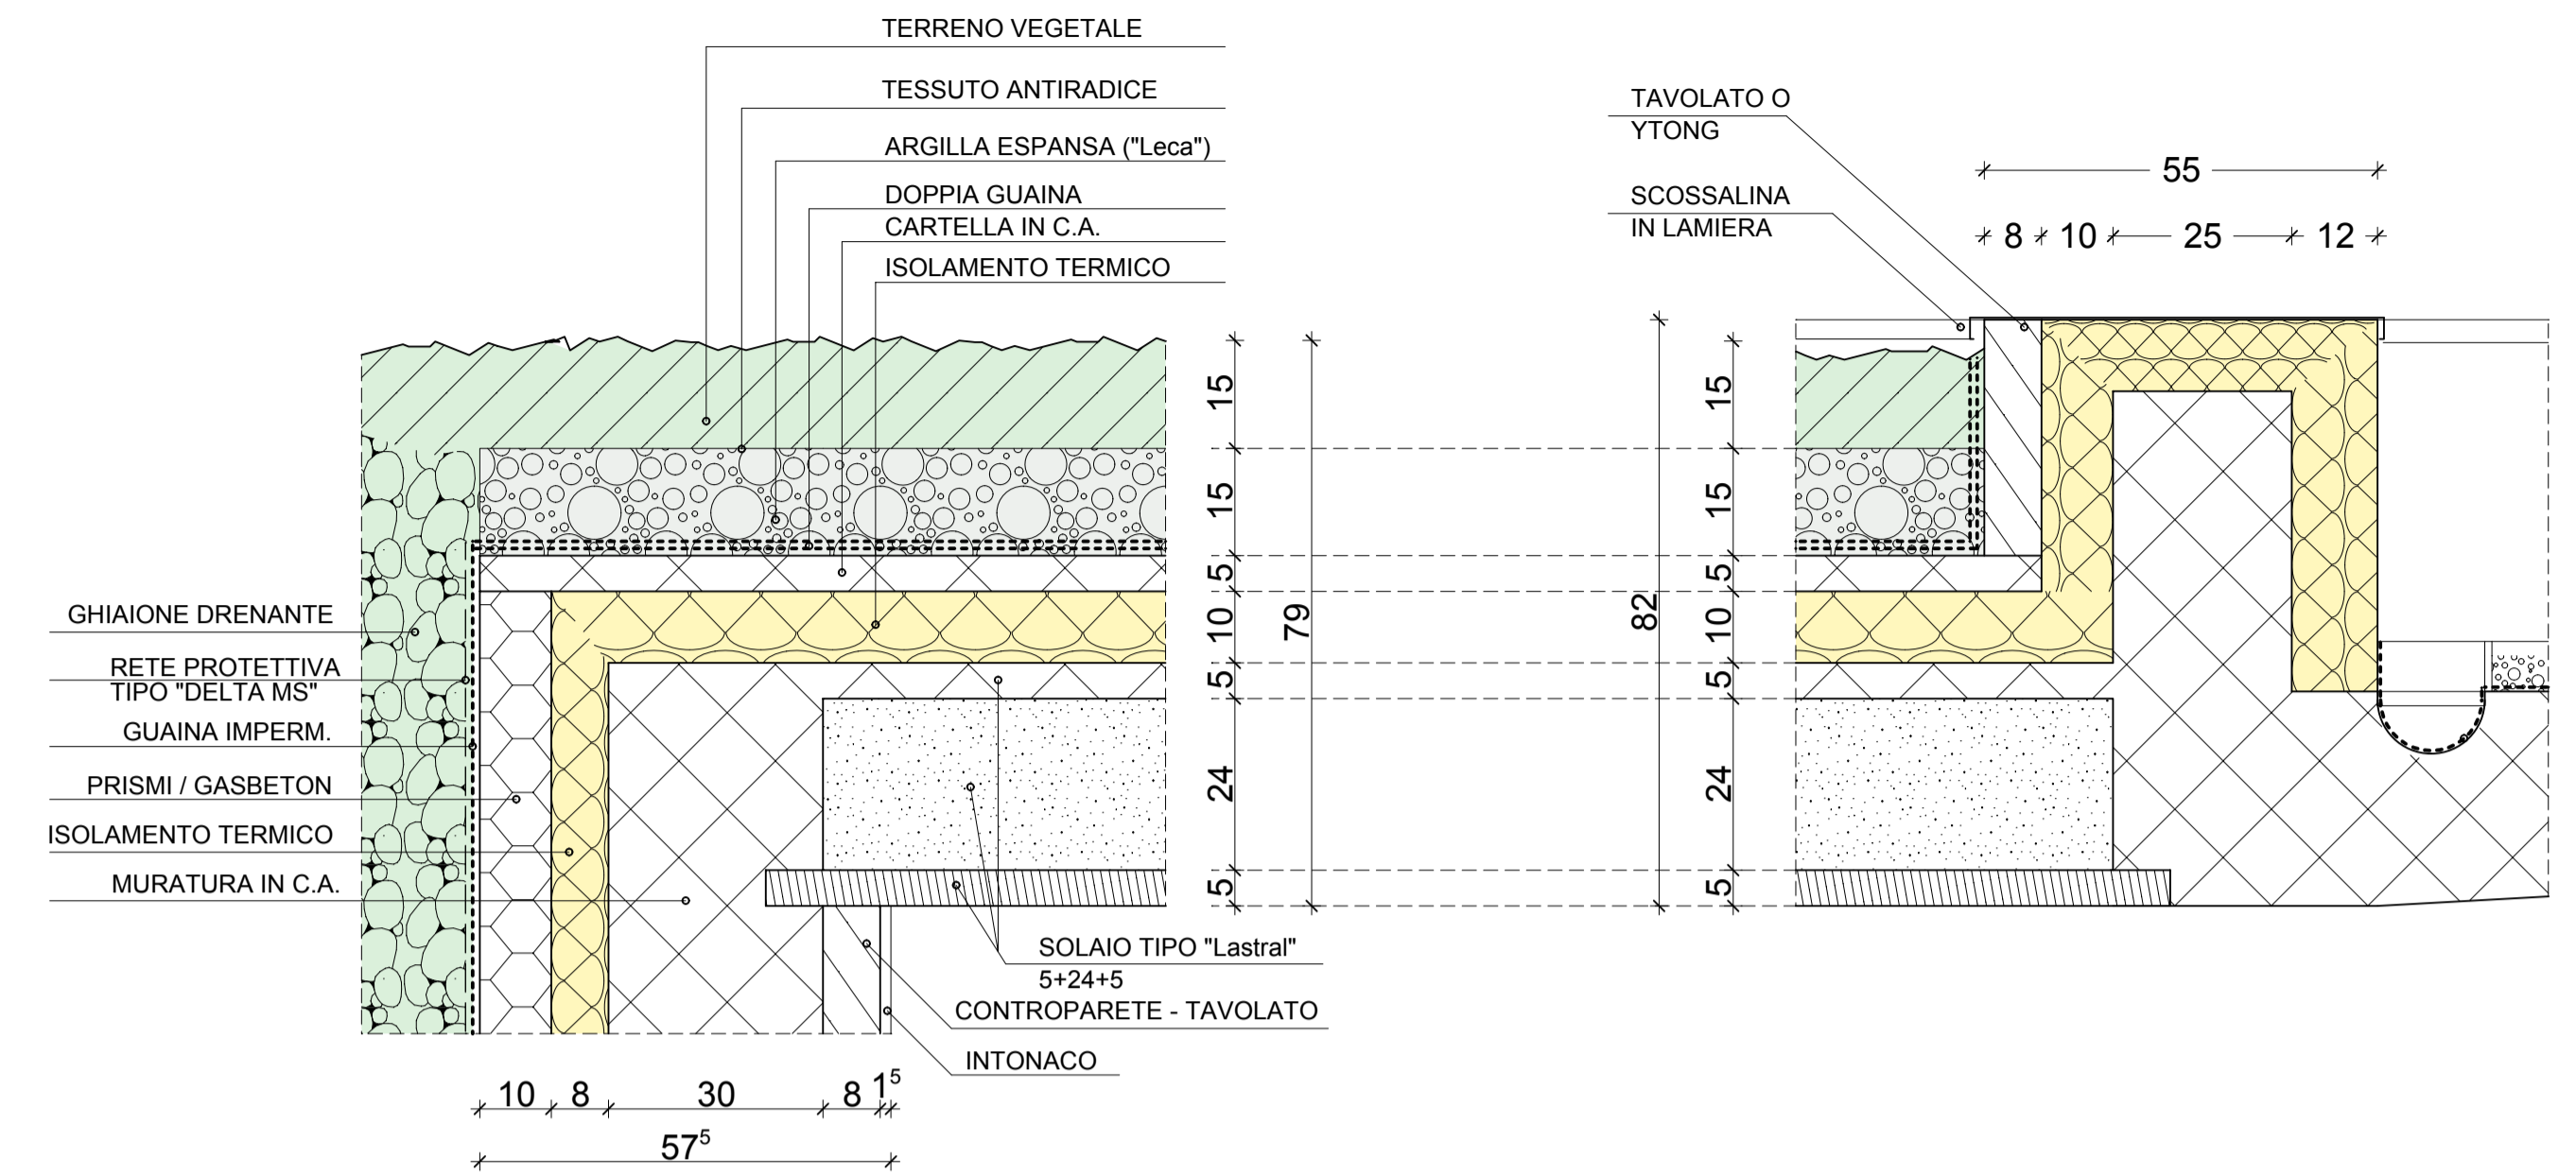 TERRENO VEGETALE
TESSUTO ANTIRADICE
ARGILLA ESPANSA ("Leca")
DOPPIA GUAINA
CARTELLA IN C.A.
ISOLAMENTO TERMICO
TAVOLATO O
YTONG
SCOSSALINA
IN LAMIERA
55
8 10 25 12
GHIAIONE DRENANTE
RETE PROTETTIVA
TIPO "DELTA MS"
GUAINA IMPERM.
PRISMI / GASBETON
ISOLAMENTO TERMICO
MURATURA IN C.A.
15
15
5
10
5
24
5
79
82
15
15
5
10
5
24
5
SOLAIO TIPO "Lastral"
5+24+5
CONTROPARETE - TAVOLATO
INTONACO
10 8 30 8 1⁵
57⁵